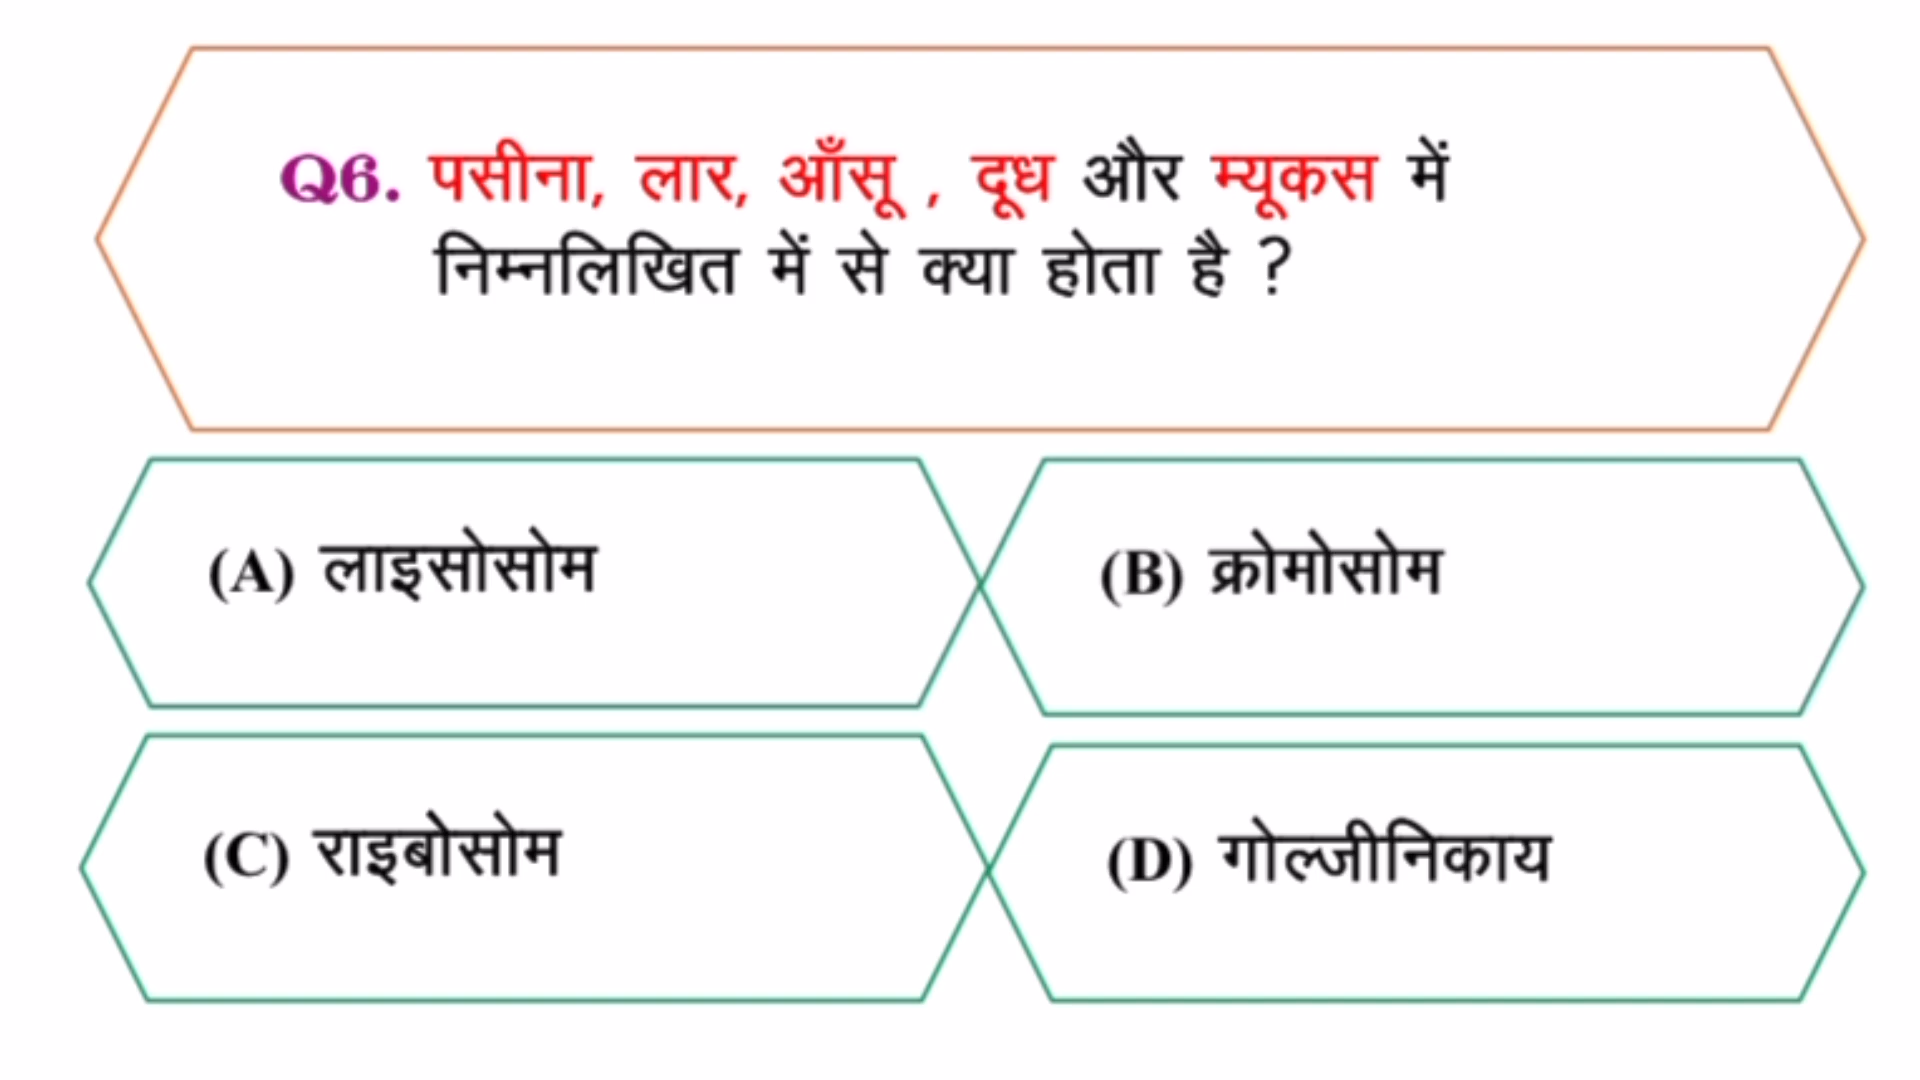 Q6. पसीना, लार, आँसू , दूध और म्यूकस में
निम्नलिखित में से क्या होता है ?
(A) लाइसोसोम
(B) क्रोमोसोम
(C) राइबोसोम
(D) गोल्जीनिकाय